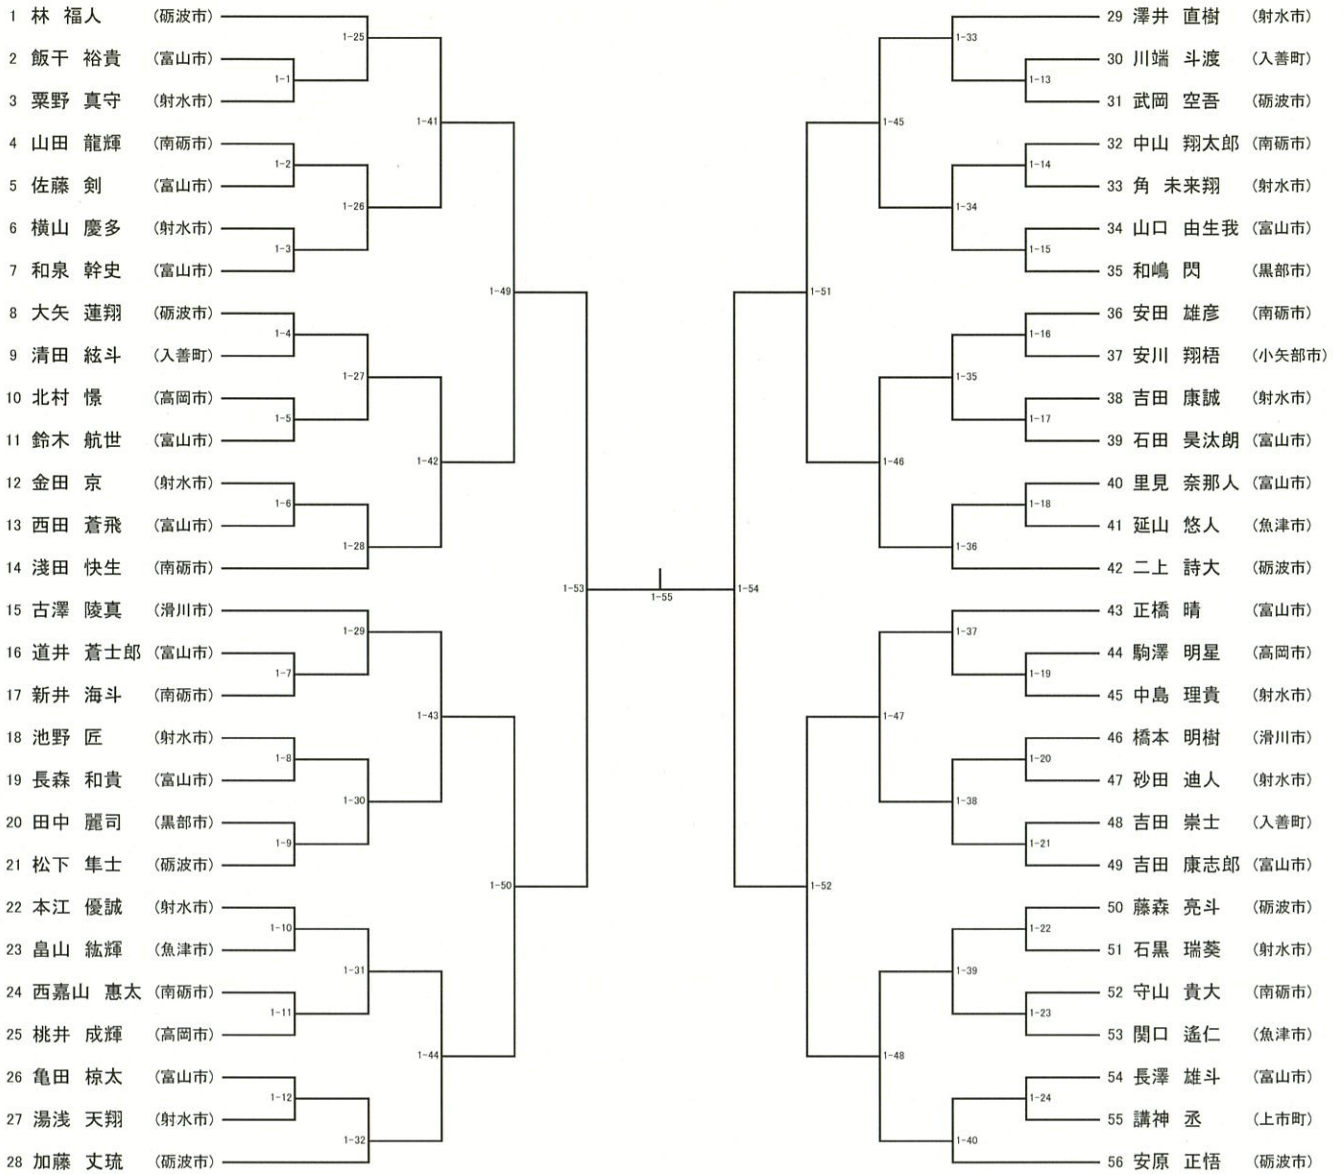 1 林 福人 (砺波市)
2 飯干 裕貴 (富山市)
3 粟野 真守 (射水市)
4 山田 龍輝 (南砺市)
5 佐藤 剣 (富山市)
6 横山 慶多 (射水市)
7 和泉 幹史 (富山市)
8 大矢 蓮翔 (砺波市)
9 清田 絃斗 (入善町)
10 北村 憬 (高岡市)
11 鈴木 航世 (富山市)
12 金田 京 (射水市)
13 西田 蒼飛 (富山市)
14 淺田 快生 (南砺市)
15 古澤 陵真 (滑川市)
16 道井 蒼士郎 (富山市)
17 新井 海斗 (南砺市)
18 池野 匠 (射水市)
19 長森 和貴 (富山市)
20 田中 麗司 (黒部市)
21 松下 隼士 (砺波市)
22 本江 優誠 (射水市)
23 畠山 紘輝 (魚津市)
24 西嘉山 惠太 (南砺市)
25 桃井 成輝 (高岡市)
26 亀田 椋太 (富山市)
27 湯浅 天翔 (射水市)
28 加藤 丈琉 (砺波市)
1-1
1-2
1-3
1-4
1-5
1-6
1-7
1-8
1-9
1-10
1-11
1-12
1-25
1-26
1-27
1-28
1-29
1-30
1-31
1-32
1-41
1-42
1-43
1-44
1-49
1-50
1-53
1-55
1-54
1-51
1-52
1-45
1-46
1-47
1-48
1-33
1-34
1-35
1-36
1-37
1-38
1-39
1-40
1-13
1-14
1-15
1-16
1-17
1-18
1-19
1-20
1-21
1-22
1-23
1-24
29 澤井 直樹 (射水市)
30 川端 斗渡 (入善町)
31 武岡 空吾 (砺波市)
32 中山 翔太郎 (南砺市)
33 角 未来翔 (射水市)
34 山口 由生我 (富山市)
35 和嶋 閃 (黒部市)
36 安田 雄彦 (南砺市)
37 安川 翔梧 (小矢部市)
38 吉田 康誠 (射水市)
39 石田 昊汰朗 (富山市)
40 里見 奈那人 (富山市)
41 延山 悠人 (魚津市)
42 二上 詩大 (砺波市)
43 正橋 晴 (富山市)
44 駒澤 明星 (高岡市)
45 中島 理貴 (射水市)
46 橋本 明樹 (滑川市)
47 砂田 迪人 (射水市)
48 吉田 崇士 (入善町)
49 吉田 康志郎 (富山市)
50 藤森 亮斗 (砺波市)
51 石黒 瑞葵 (射水市)
52 守山 貴大 (南砺市)
53 関口 遙仁 (魚津市)
54 長澤 雄斗 (富山市)
55 講神 丞 (上市町)
56 安原 正悟 (砺波市)